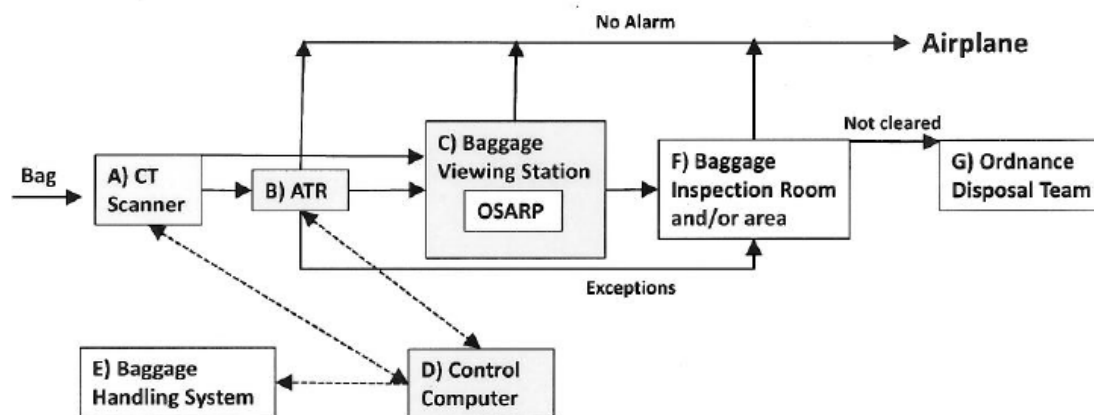 No Alarm
Airplane
Bag
A) CT
Scanner
B) ATR
C) Baggage
Viewing Station
OSARP
F) Baggage
Inspection Room
and/or area
Not cleared
G) Ordnance
Disposal Team
Exceptions
E) Baggage
Handling System
D) Control
Computer